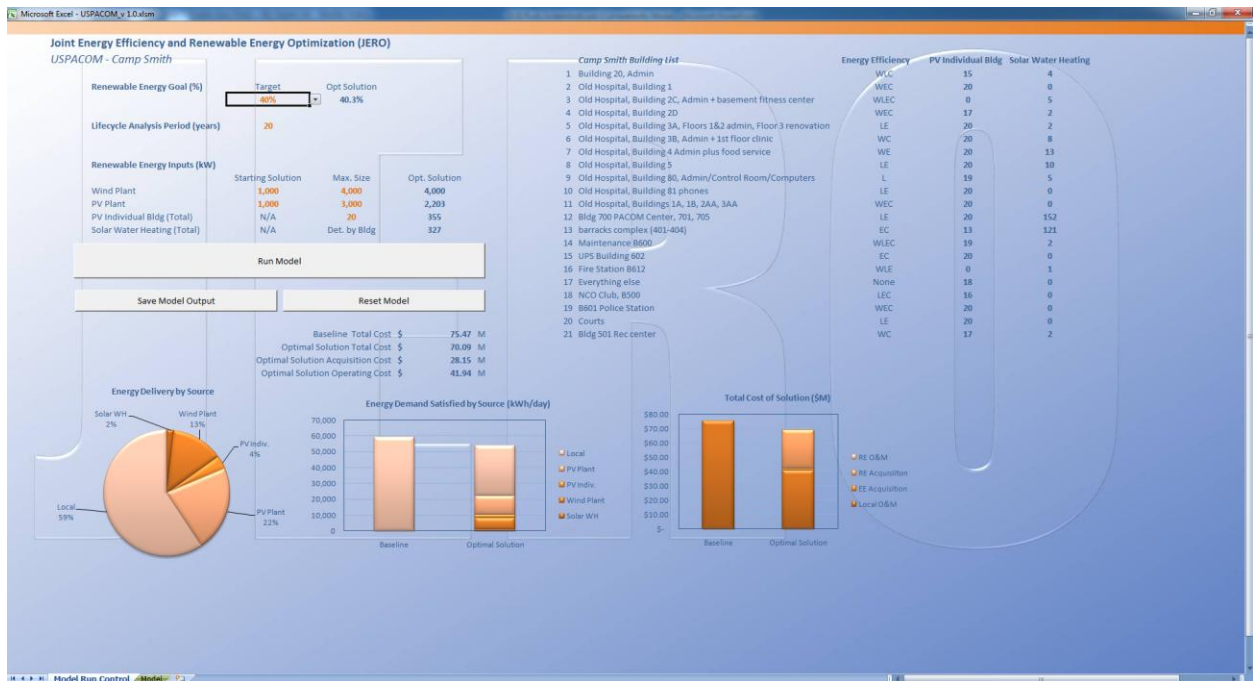 Microsoft Excel - USPACOM_v 1.0.xlsm
Joint Energy Efficiency and Renewable Energy Optimization (JERO)
USPACOM - Camp Smith
Renewable Energy Goal (%) Target Opt Solution
40% 40.3%
Lifecycle Analysis Period (years) 20
Renewable Energy Inputs (kW)
Starting Solution Max. Size Opt. Solution
Wind Plant 1,000 4,000 4,000
PV Plant 1,000 3,000 2,203
PV Individual Bldg (Total) N/A 20 355
Solar Water Heating (Total) N/A Det. by Bldg 327
Run Model
Save Model Output Reset Model
Baseline Total Cost $ 75.47 M
Optimal Solution Total Cost $ 70.09 M
Optimal Solution Acquisition Cost $ 28.15 M
Optimal Solution Operating Cost $ 41.94 M
Camp Smith Building List Energy Efficiency PV Individual Bldg Solar Water Heating
1 Building 20, Admin WLC 15 4
2 Old Hospital, Building 1 WEC 20 0
3 Old Hospital, Building 2C, Admin + basement fitness center WLEC 0 5
4 Old Hospital, Building 2D WEC 17 2
5 Old Hospital, Building 3A, Floors 1&2 admin, Floor 3 renovation LE 20 2
6 Old Hospital, Building 3B, Admin + 1st floor clinic WC 20 8
7 Old Hospital, Building 4 Admin plus food service WE 20 13
8 Old Hospital, Building 5 LE 20 10
9 Old Hospital, Building 80, Admin/Control Room/Computers L 19 5
10 Old Hospital, Building 81 phones LE 20 0
11 Old Hospital, Buildings 1A, 1B, 2AA, 3AA WEC 20 0
12 Bldg 700 PACOM Center, 701, 705 LE 20 152
13 barracks complex (401-404) EC 13 121
14 Maintenance B600 WLEC 19 2
15 UPS Building 602 EC 20 0
16 Fire Station B612 WLE 0 1
17 Everything else None 18 0
18 NCO Club, B500 LEC 16 0
19 B601 Police Station WEC 20 0
20 Courts LE 20 0
21 Bldg 501 Rec center WC 17 2
Energy Delivery by Source
Solar WH 2%
Wind Plant 13%
PV Indiv. 4%
PV Plant 22%
Local 59%
Energy Demand Satisfied by Source (kWh/day)
70,000
60,000
50,000
40,000
30,000
20,000
10,000
0
Baseline Optimal Solution
Local
PV Plant
PV Indiv.
Wind Plant
Solar WH
Total Cost of Solution ($M)
$80.00
$70.00
$60.00
$50.00
$40.00
$30.00
$20.00
$10.00
$-
Baseline Optimal Solution
RE O&M
RE Acquisition
EE Acquisition
Local O&M
Model Run Control Model